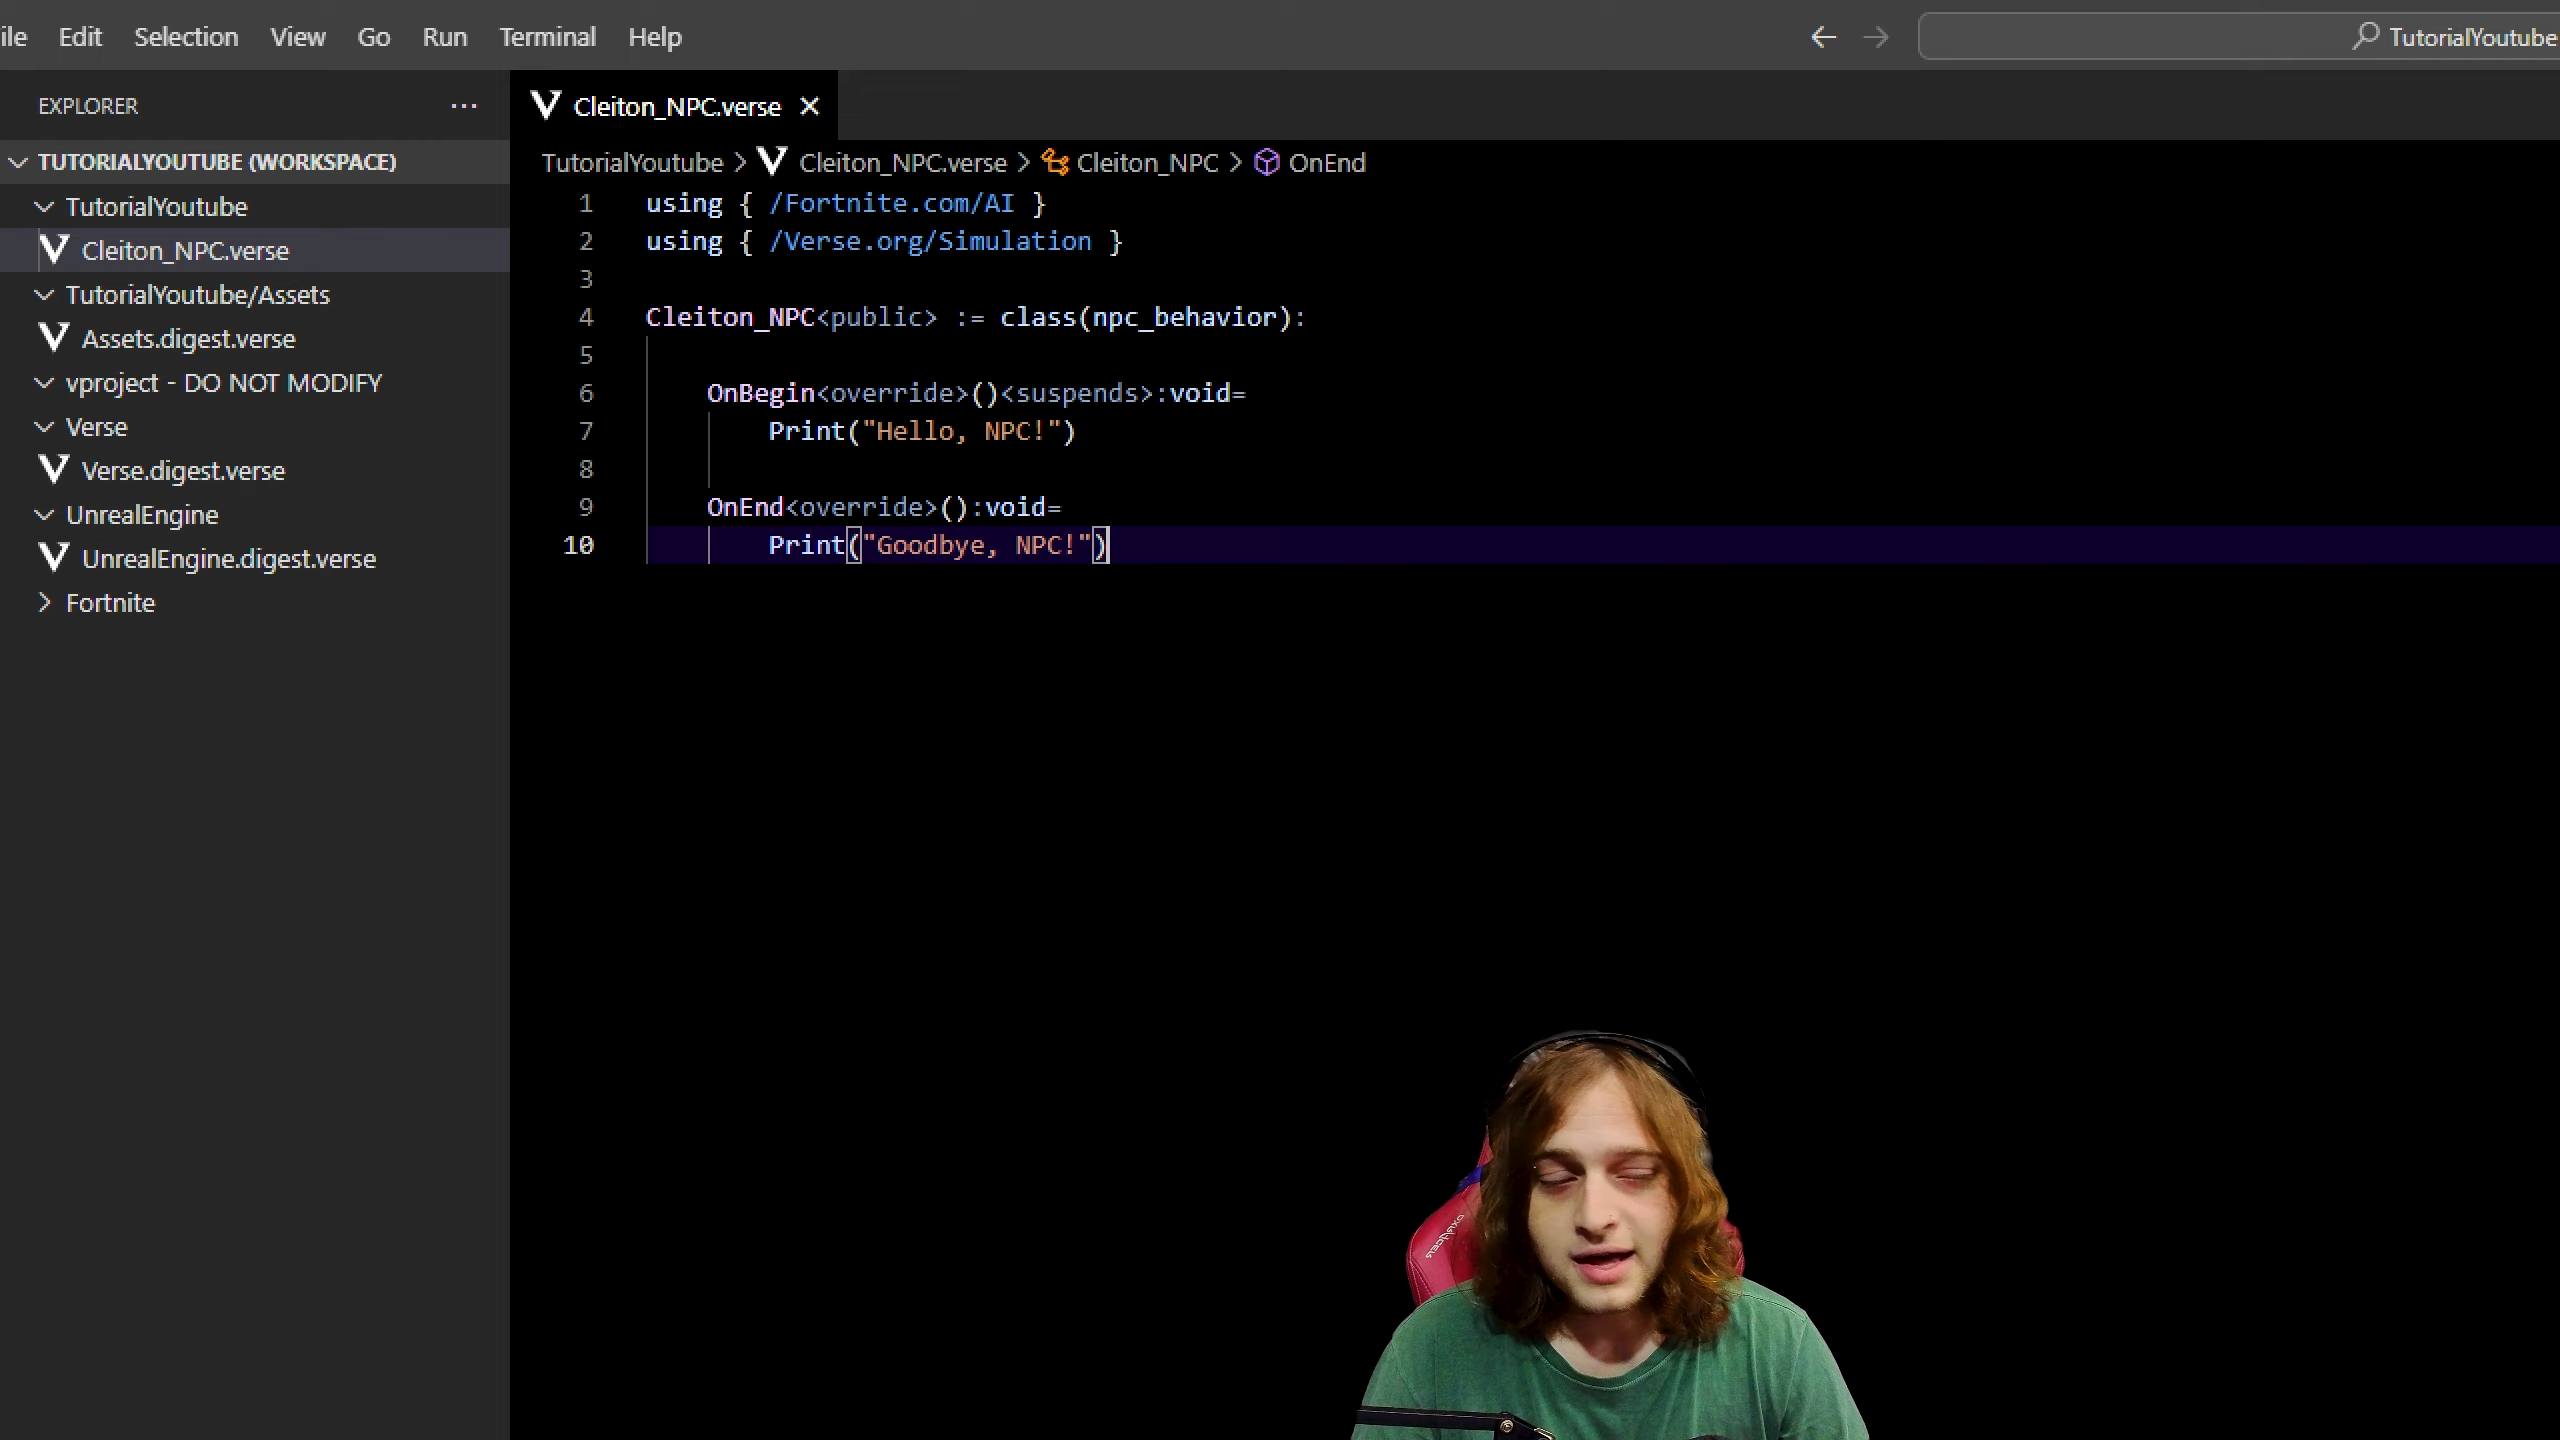 ile Edit Selection View Go Run Terminal Help
TutorialYoutube
EXPLORER
TUTORIALYOUTUBE (WORKSPACE)
TutorialYoutube
Cleiton_NPC.verse
TutorialYoutube/Assets
Assets.digest.verse
vproject - DO NOT MODIFY
Verse
Verse.digest.verse
UnrealEngine
UnrealEngine.digest.verse
Fortnite
Cleiton_NPC.verse
TutorialYoutube > Cleiton_NPC.verse > Cleiton_NPC > OnEnd
1 using { /Fortnite.com/AI }
2 using { /Verse.org/Simulation }
3
4 Cleiton_NPC<public> := class(npc_behavior):
5
6 OnBegin<override>()<suspends>:void=
7 Print("Hello, NPC!")
8
9 OnEnd<override>():void=
10 Print("Goodbye, NPC!")